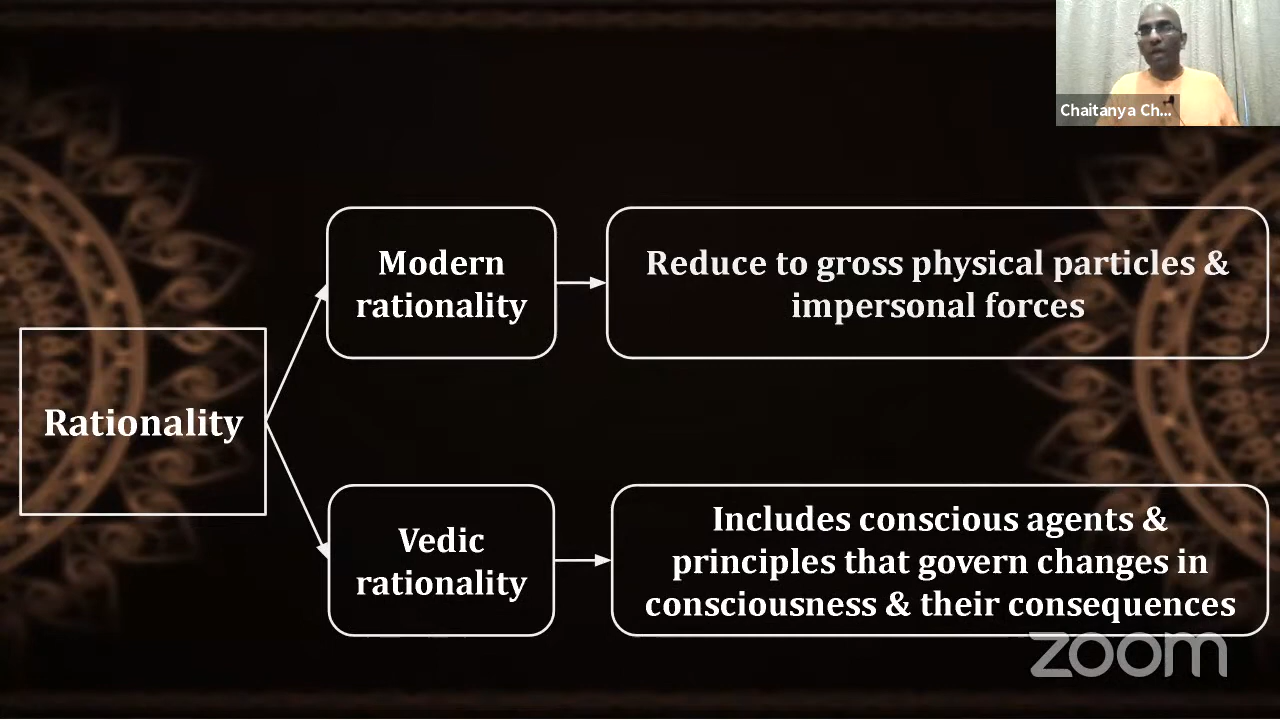 Chaitanya Ch...
Modern
rationality
Reduce to gross physical particles &
impersonal forces
Rationality
Vedic
rationality
Includes conscious agents &
principles that govern changes in
consciousness & their consequences
zoom